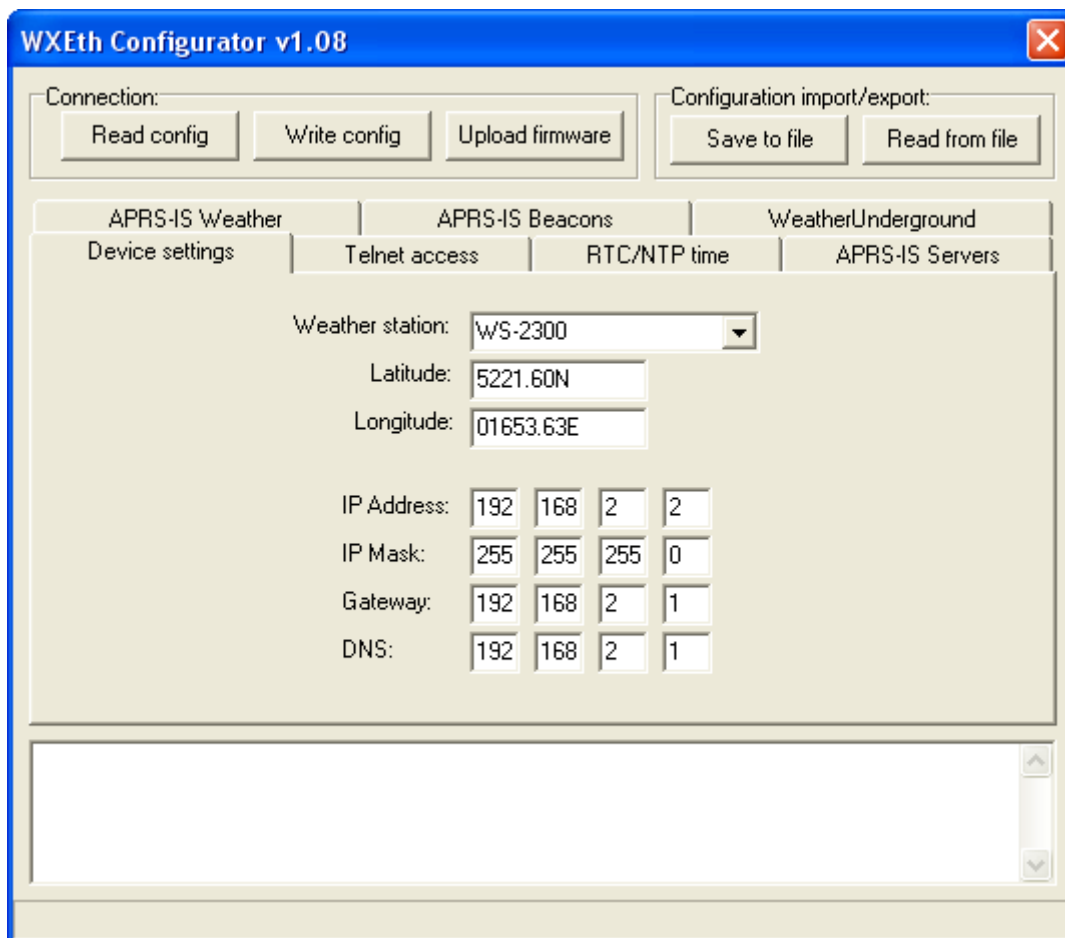 WXEth Configurator v1.08
Connection:
Configuration import/export:
Read config Write config Upload firmware Save to file Read from file
APRS-IS Weather APRS-IS Beacons WeatherUnderground
Device settings Telnet access RTC/NTP time APRS-IS Servers
Weather station: WS-2300
Latitude: 5221.60N
Longitude: 01653.63E
IP Address: 192 168 2 2
IP Mask: 255 255 255 0
Gateway: 192 168 2 1
DNS: 192 168 2 1